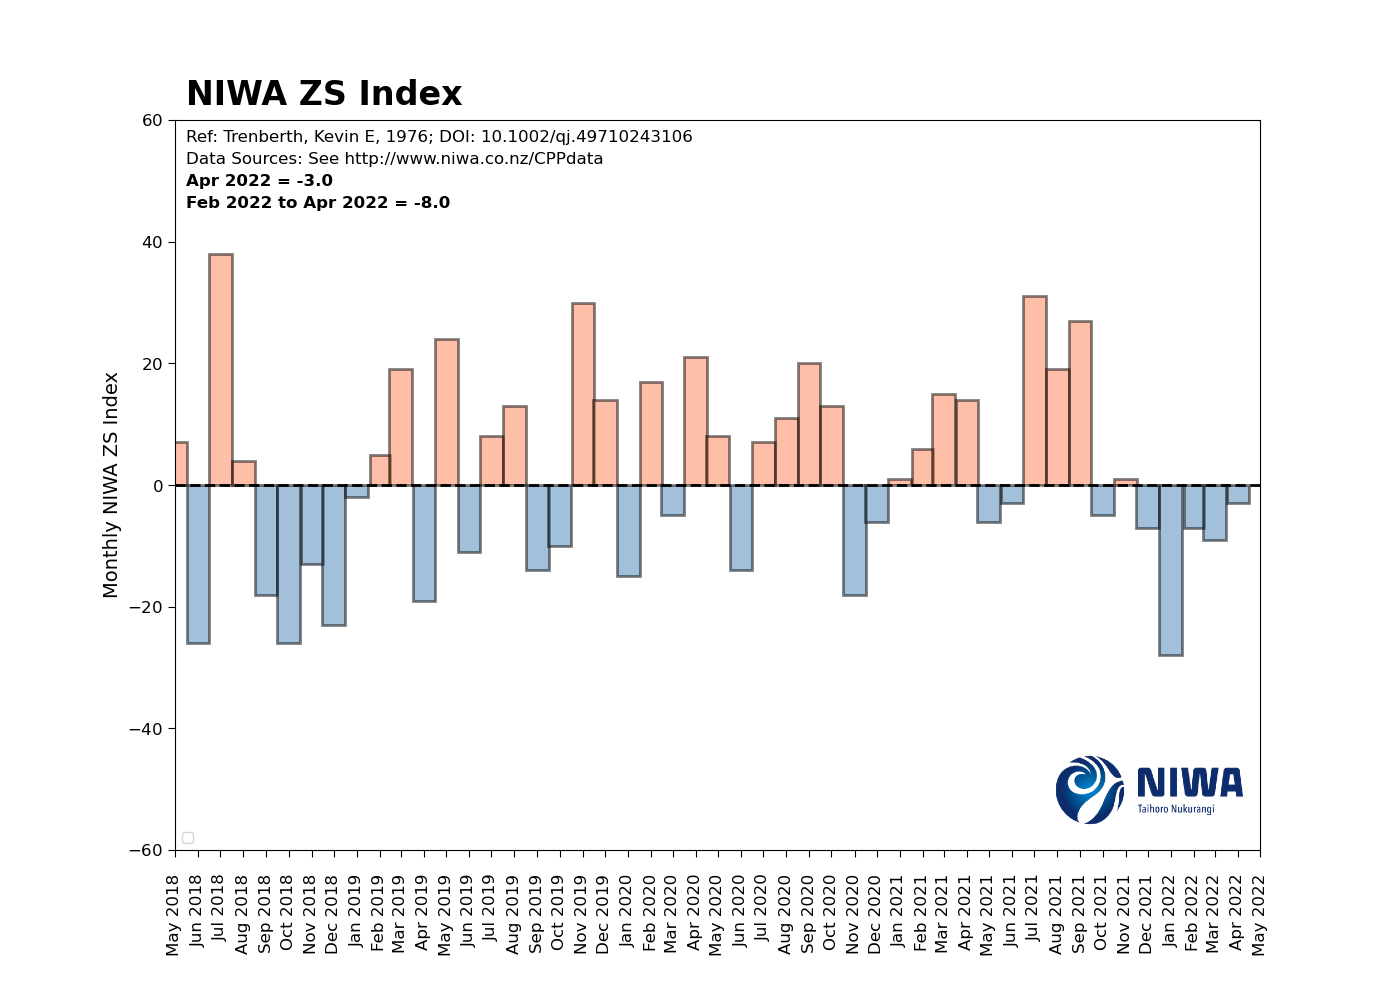 NIWA ZS Index
Ref: Trenberth, Kevin E, 1976; DOI: 10.1002/qj.49710243106
Data Sources: See http://www.niwa.co.nz/CPPdata
Apr 2022 = -3.0
Feb 2022 to Apr 2022 = -8.0
Monthly NIWA ZS Index
60
40
20
0
−20
−40
−60
NIWA
Taihoro Nukurangi
May 2018
Jun 2018
Jul 2018
Aug 2018
Sep 2018
Oct 2018
Nov 2018
Dec 2018
Jan 2019
Feb 2019
Mar 2019
Apr 2019
May 2019
Jun 2019
Jul 2019
Aug 2019
Sep 2019
Oct 2019
Nov 2019
Dec 2019
Jan 2020
Feb 2020
Mar 2020
Apr 2020
May 2020
Jun 2020
Jul 2020
Aug 2020
Sep 2020
Oct 2020
Nov 2020
Dec 2020
Jan 2021
Feb 2021
Mar 2021
Apr 2021
May 2021
Jun 2021
Jul 2021
Aug 2021
Sep 2021
Oct 2021
Nov 2021
Dec 2021
Jan 2022
Feb 2022
Mar 2022
Apr 2022
May 2022